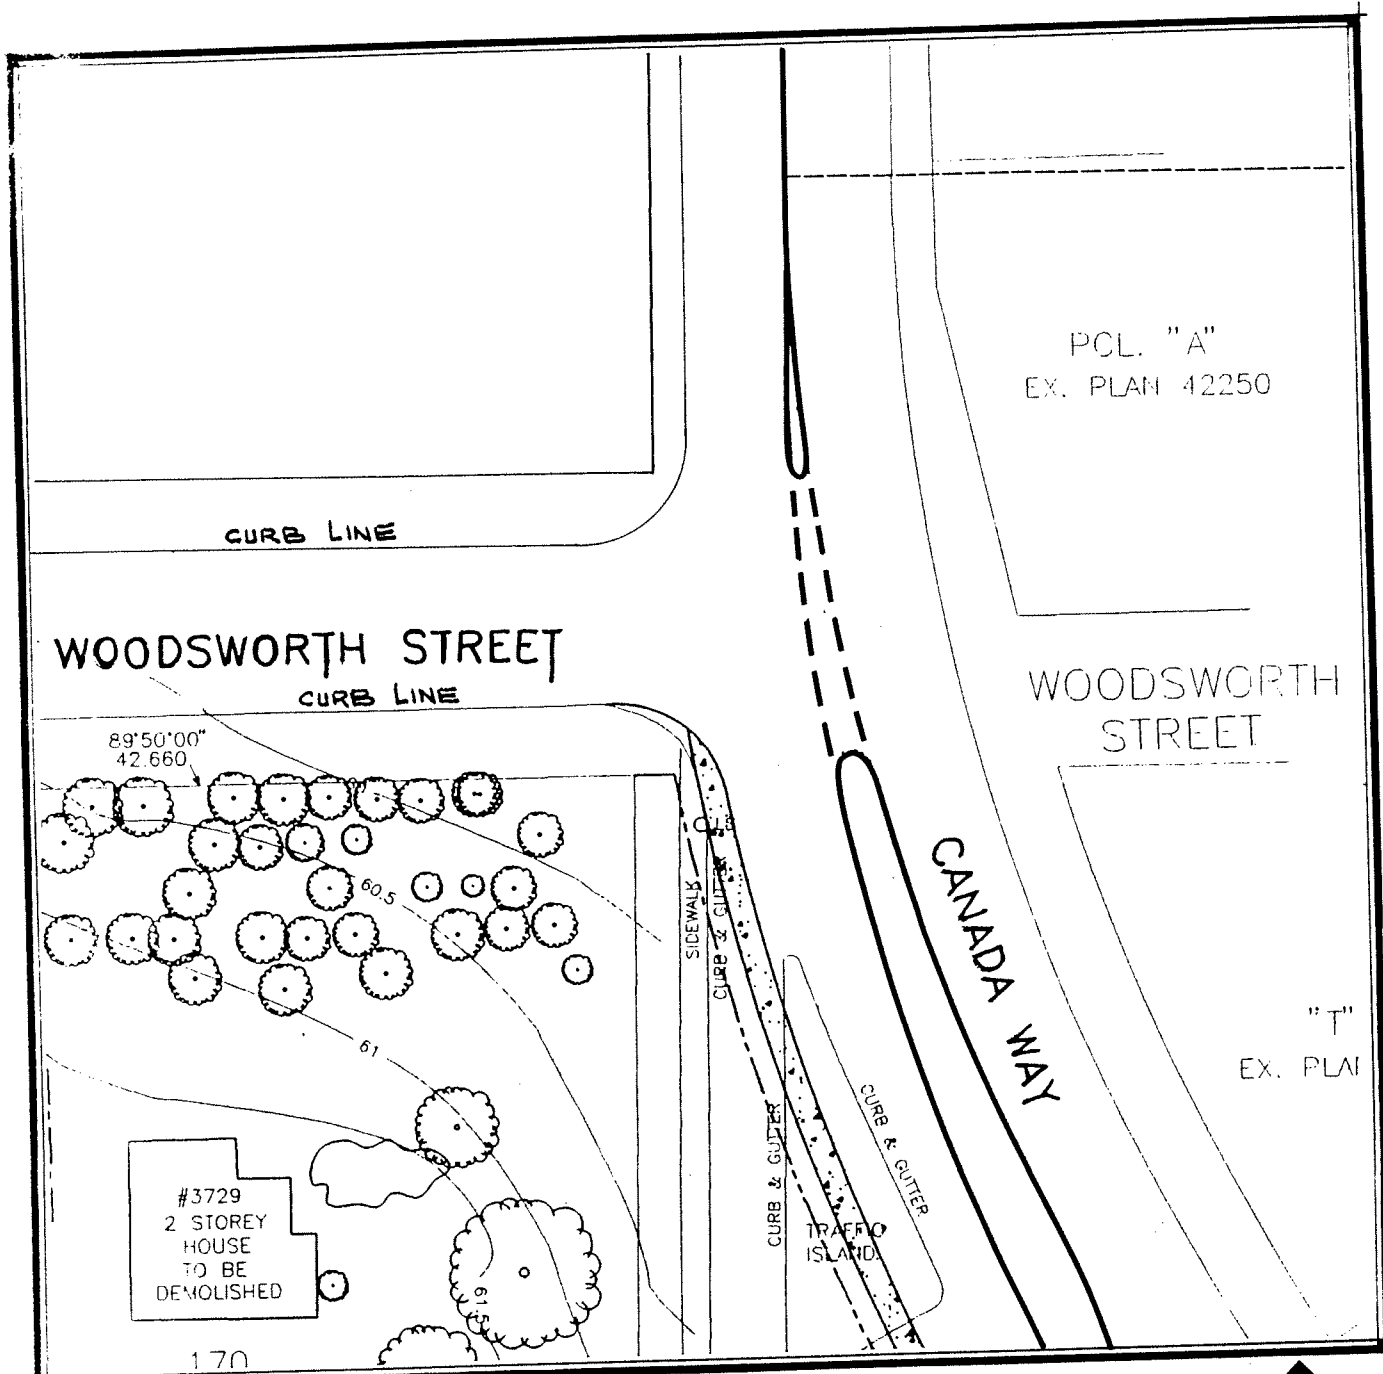 PCL. "A"
EX. PLAN 42250
CURB LINE
WOODSWORTH STREET
CURB LINE
WOODSWORTH
STREET
89°50'00"
42.660
60.5
SIDEWALK
CURB & GUTTER
CANADA WAY
61
"T"
EX.
CURB & GUTTER
CURB & GUTTER
TRAFFIC
ISLAND
#3729
2 STOREY
HOUSE
TO BE
DEMOLISHED
61.5
170